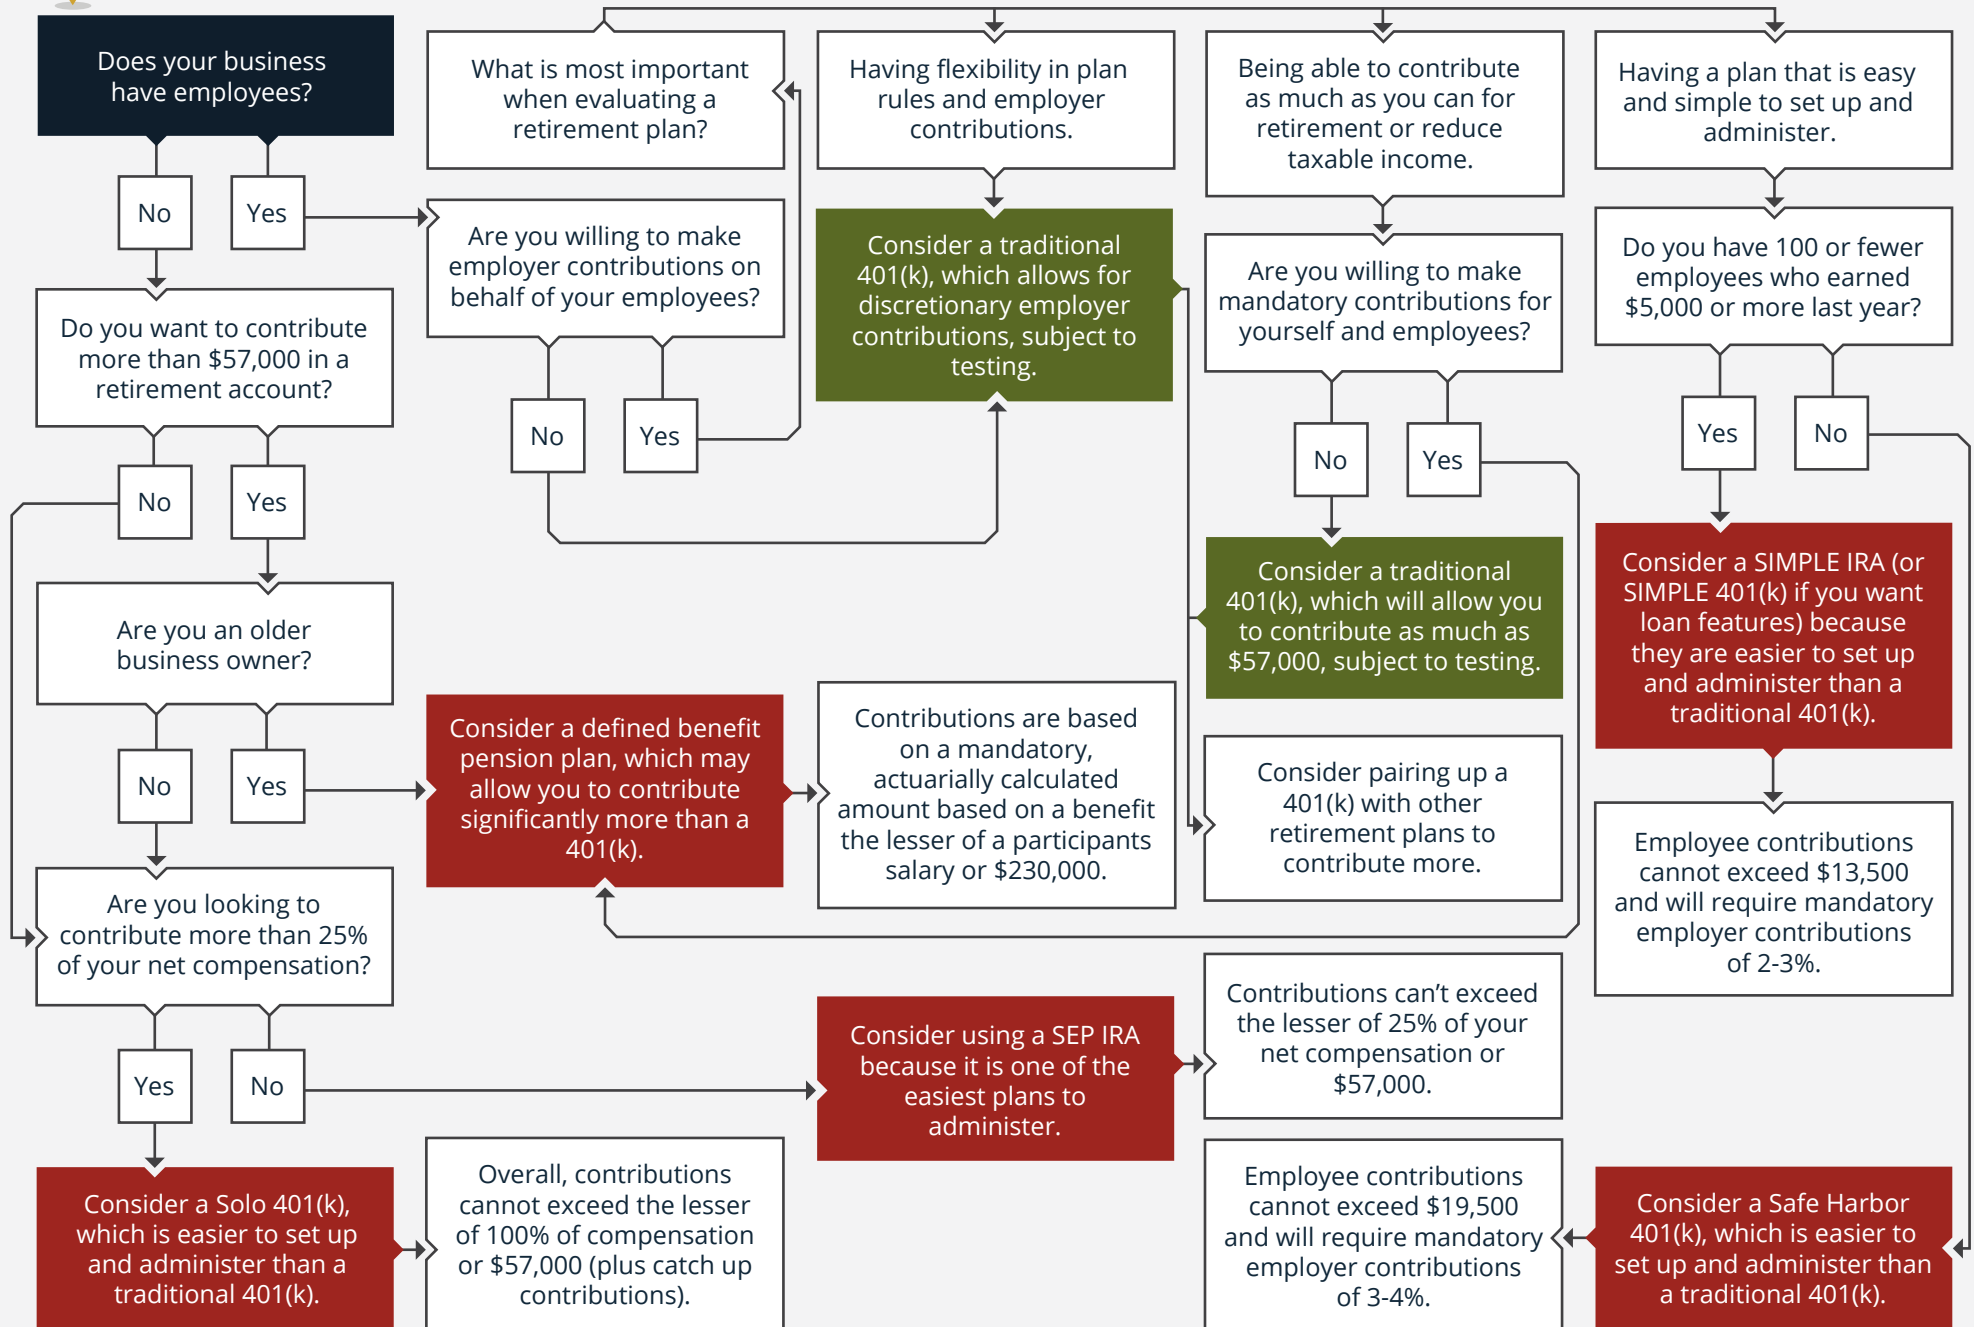 Does your business
have employees?
No
Yes
Do you want to contribute
more than $57,000 in a
retirement account?
No
Yes
Are you an older
business owner?
No
Yes
Are you looking to
contribute more than 25%
of your net compensation?
Yes
No
Consider a Solo 401(k),
which is easier to set up
and administer than a
traditional 401(k).
What is most important
when evaluating a
retirement plan?
Are you willing to make
employer contributions on
behalf of your employees?
No
Yes
Consider a defined benefit
pension plan, which may
allow you to contribute
significantly more than a
401(k).
Overall, contributions
cannot exceed the lesser
of 100% of compensation
or $57,000 (plus catch up
contributions).
Having flexibility in plan
rules and employer
contributions.
Consider a traditional
401(k), which allows for
discretionary employer
contributions, subject to
testing.
Contributions are based
on a mandatory,
actuarially calculated
amount based on a benefit
the lesser of a participants
salary or $230,000.
Consider using a SEP IRA
because it is one of the
easiest plans to
administer.
Being able to contribute
as much as you can for
retirement or reduce
taxable income.
Are you willing to make
mandatory contributions for
yourself and employees?
No
Yes
Consider a traditional
401(k), which will allow you
to contribute as much as
$57,000, subject to testing.
Consider pairing up a
401(k) with other
retirement plans to
contribute more.
Contributions can’t exceed
the lesser of 25% of your
net compensation or
$57,000.
Employee contributions
cannot exceed $19,500
and will require mandatory
employer contributions
of 3-4%.
Having a plan that is easy
and simple to set up and
administer.
Do you have 100 or fewer
employees who earned
$5,000 or more last year?
Yes
No
Consider a SIMPLE IRA (or
SIMPLE 401(k) if you want
loan features) because
they are easier to set up
and administer than a
traditional 401(k).
Employee contributions
cannot exceed $13,500
and will require mandatory
employer contributions
of 2-3%.
Consider a Safe Harbor
401(k), which is easier to
set up and administer than
a traditional 401(k).